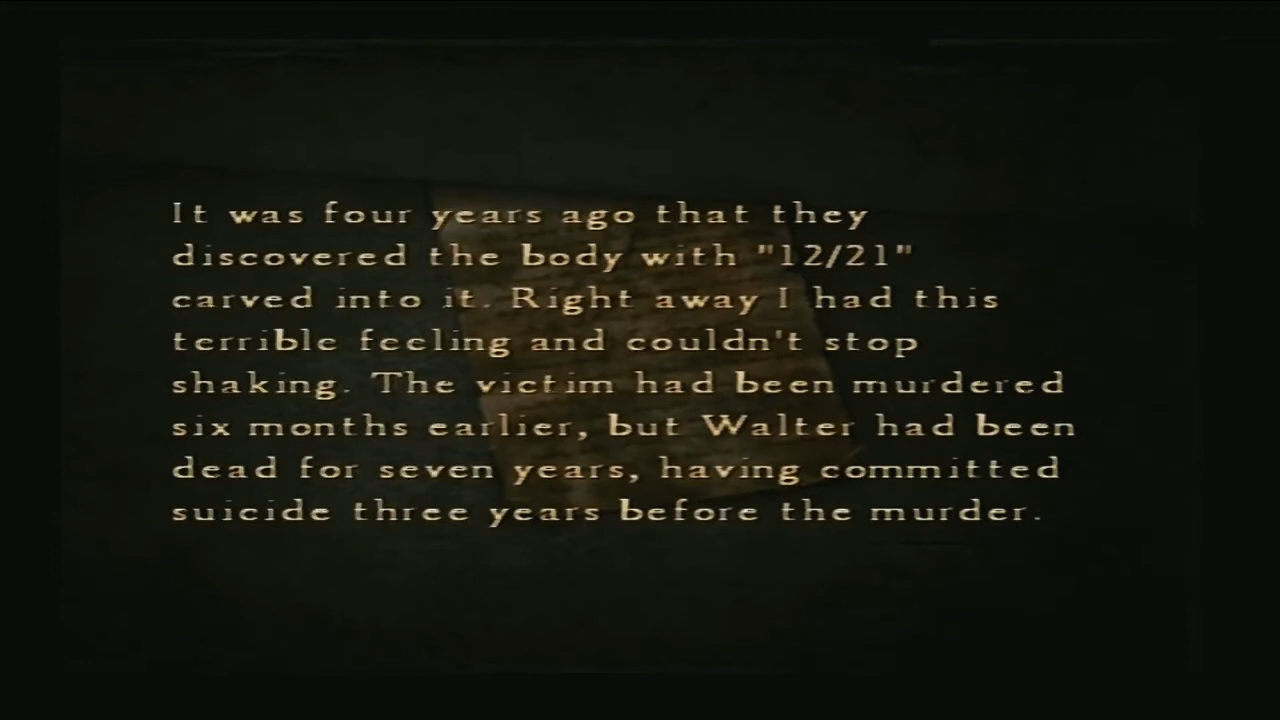 It was four years ago that they
discovered the body with "12/21"
carved into it. Right away I had this
terrible feeling and couldn't stop
shaking. The victim had been murdered
six months earlier, but Walter had been
dead for seven years, having committed
suicide three years before the murder.